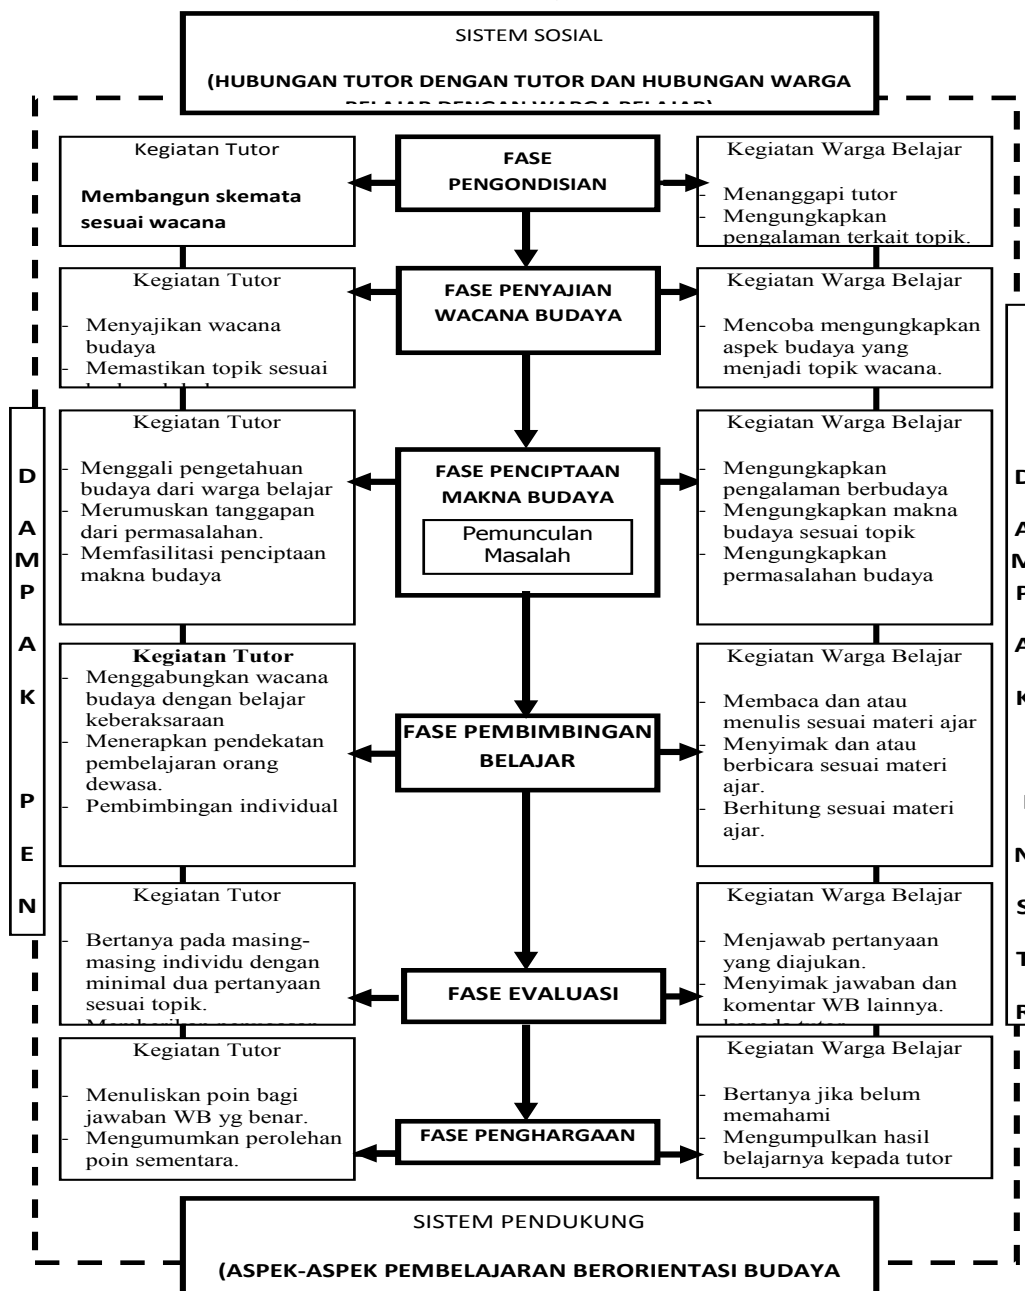 SISTEM SOSIAL
(HUBUNGAN TUTOR DENGAN TUTOR DAN HUBUNGAN WARGA
BELAJAR DENGAN WARGA BELAJAR)
Kegiatan Tutor
Membangun skemata
sesuai wacana
FASE
PENGONDISIAN
Kegiatan Warga Belajar
- Menanggapi tutor
- Mengungkapkan
pengalaman terkait topik.
Kegiatan Tutor
- Menyajikan wacana
budaya
- Memastikan topik sesuai
FASE PENYAJIAN
WACANA BUDAYA
Kegiatan Warga Belajar
- Mencoba mengungkapkan
aspek budaya yang
menjadi topik wacana.
Kegiatan Tutor
- Menggali pengetahuan
budaya dari warga belajar
- Merumuskan tanggapan
dari permasalahan.
- Memfasilitasi penciptaan
makna budaya
FASE PENCIPTAAN
MAKNA BUDAYA
Pemunculan
Masalah
Kegiatan Warga Belajar
- Mengungkapkan
pengalaman berbudaya
- Mengungkapkan makna
budaya sesuai topik
- Mengungkapkan
permasalahan budaya
Kegiatan Tutor
- Menggabungkan wacana
budaya dengan belajar
keberaksaraan
- Menerapkan pendekatan
pembelajaran orang
dewasa.
- Pembimbingan individual
FASE PEMBIMBINGAN
BELAJAR
Kegiatan Warga Belajar
- Membaca dan atau
menulis sesuai materi ajar
- Menyimak dan atau
berbicara sesuai materi
ajar.
- Berhitung sesuai materi
ajar.
Kegiatan Tutor
- Bertanya pada masing-
masing individu dengan
minimal dua pertanyaan
sesuai topik.
FASE EVALUASI
Kegiatan Warga Belajar
- Menjawab pertanyaan
yang diajukan.
- Menyimak jawaban dan
komentar WB lainnya.
kepada tutor
Kegiatan Tutor
- Menuliskan poin bagi
jawaban WB yg benar.
- Mengumumkan perolehan
poin sementara.
FASE PENGHARGAAN
Kegiatan Warga Belajar
- Bertanya jika belum
memahami
- Mengumpulkan hasil
belajarnya kepada tutor
SISTEM PENDUKUNG
(ASPEK-ASPEK PEMBELAJARAN BERORIENTASI BUDAYA
D
A
M
P
A
K
P
E
N
D
A
M
P
A
K
I
N
S
T
R